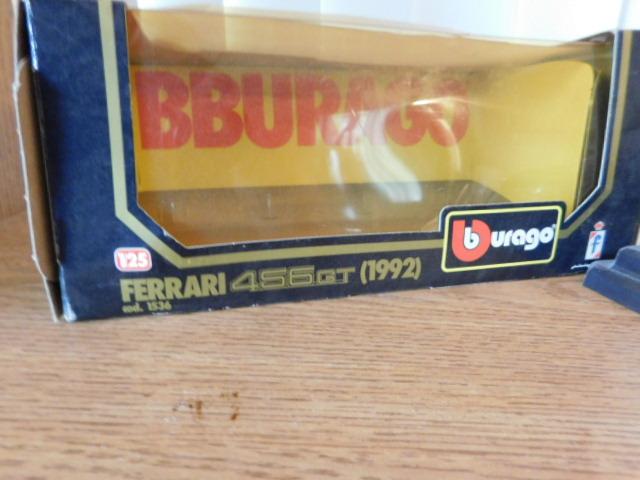 BBURAGO
burago
1:25
FERRARI 456GT (1992)
cod. 1536